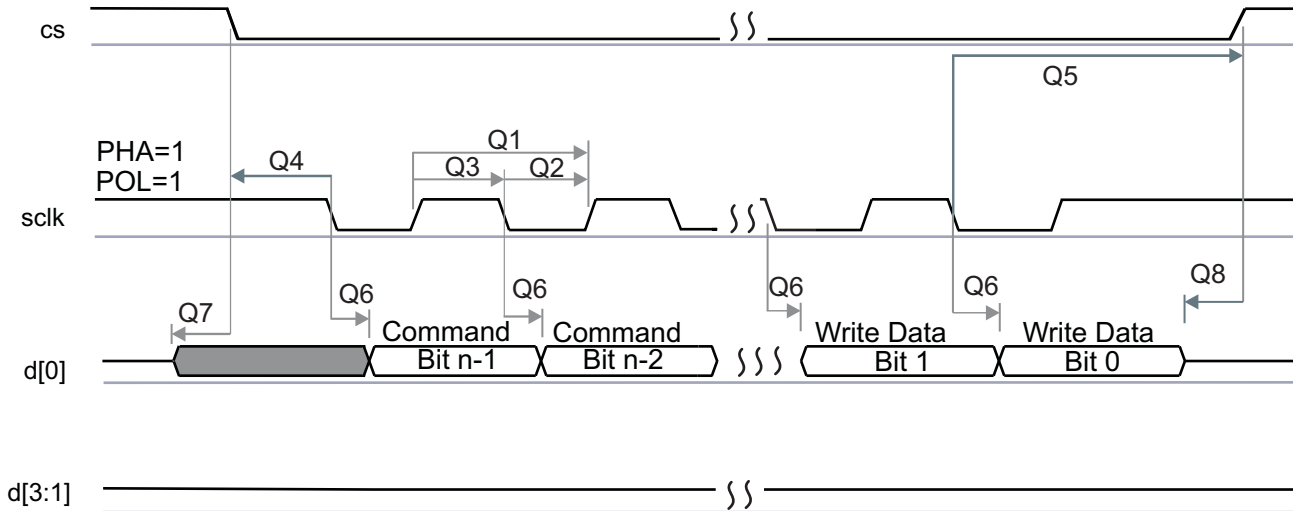 cs
Q5
PHA=1
POL=1
Q4
Q1
Q3
Q2
sclk
Q7
Q6
Q6
Q6
Q6
Q8
Command
Bit n-1
Command
Bit n-2
Write Data
Bit 1
Write Data
Bit 0
d[0]
d[3:1]